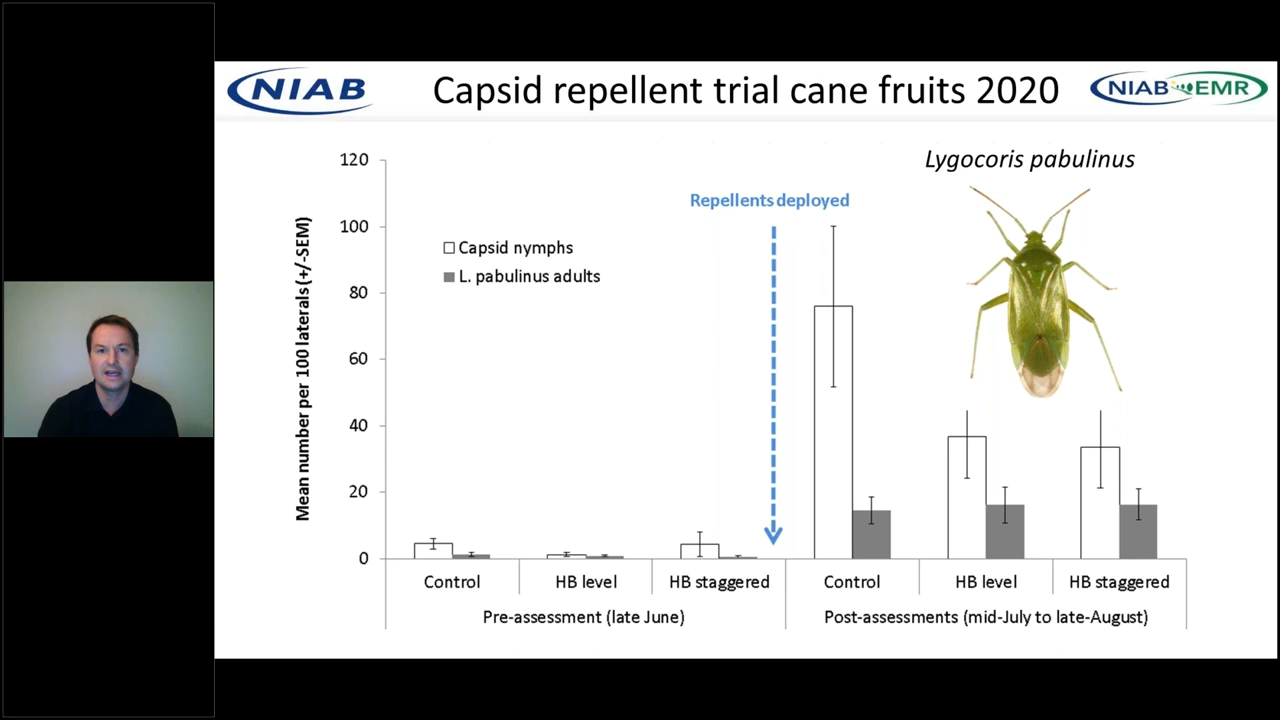 NIAB
Capsid repellent trial cane fruits 2020
NIAB EMR
Lygocoris pabulinus
Repellents deployed
Mean number per 100 laterals (+/-SEM)
120
100
80
60
40
20
0
Capsid nymphs
L. pabulinus adults
Control
HB level
HB staggered
Control
HB level
HB staggered
Pre-assessment (late June)
Post-assessments (mid-July to late-August)